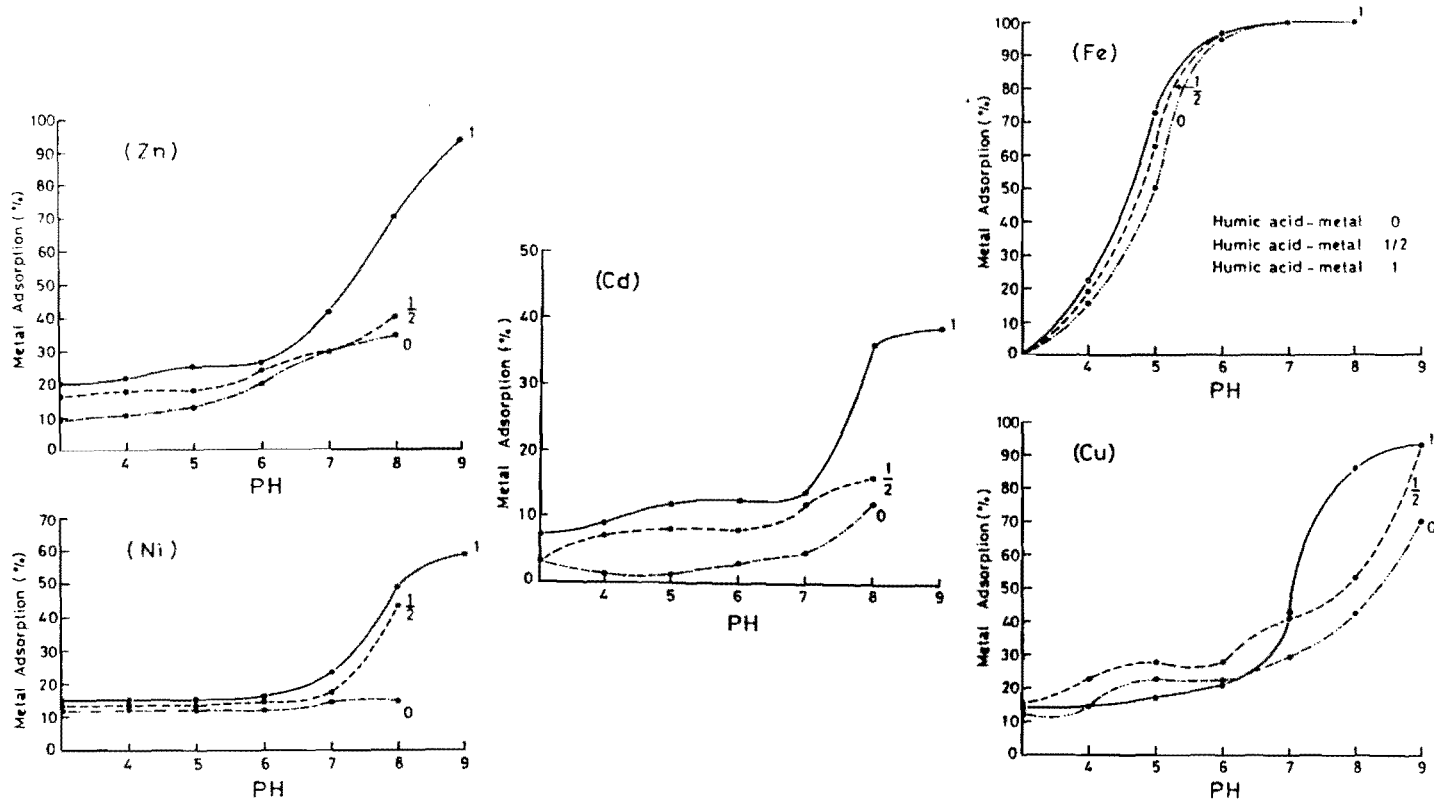 (Zn)
Metal Adsorption (%)
100
90
80
70
60
50
40
30
20
10
0
1
1/2
0
4 5 6 7 8 9
PH
(Ni)
Metal Adsorption (%)
70
60
50
40
30
20
10
0
1
1/2
0
4 5 6 7 8 9
PH
(Cd)
Metal Adsorption (%)
50
40
30
20
10
0
1
1/2
0
4 5 6 7 8 9
PH
(Fe)
Metal Adsorption (%)
100
90
80
70
60
50
40
30
20
10
0
1
1/2
0
Humic acid - metal 0
Humic acid - metal 1/2
Humic acid - metal 1
4 5 6 7 8 9
PH
(Cu)
Metal Adsorption (%)
100
90
80
70
60
50
40
30
20
10
0
1
1/2
0
4 5 6 7 8 9
PH